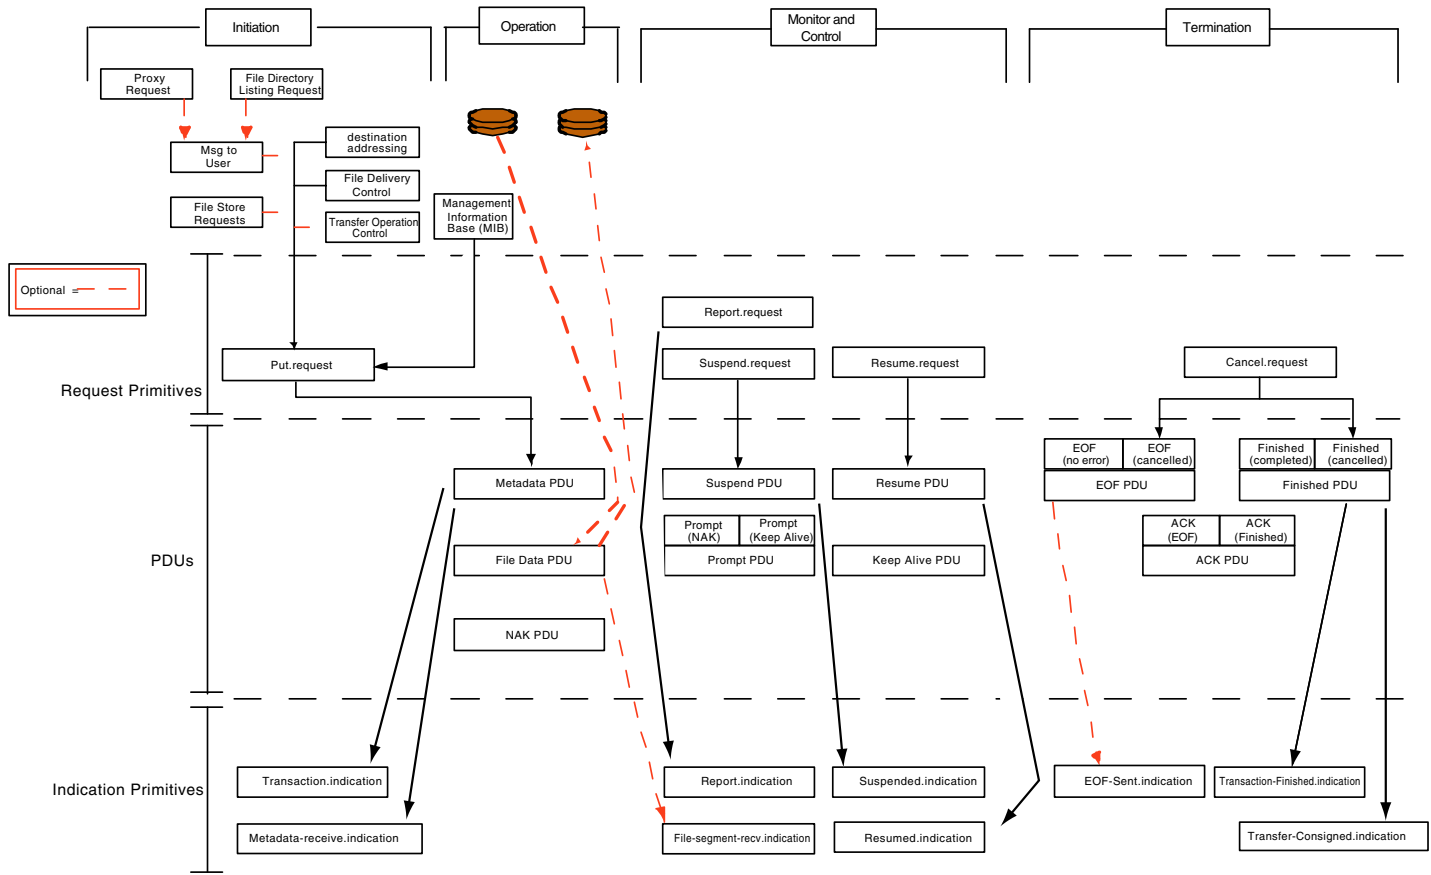 Initiation
Operation
Monitor and
Control
Termination
Proxy
Request
File Directory
Listing Request
Msg to
User
destination
addressing
File Delivery
Control
File Store
Requests
Transfer Operation
Control
Management
Information
Base (MIB)
Optional =
Report.request
Put.request
Suspend.request
Resume.request
Cancel.request
Request Primitives
EOF
(no error)
EOF
(cancelled)
Finished
(completed)
Finished
(cancelled)
Metadata PDU
Suspend PDU
Resume PDU
EOF PDU
Finished PDU
Prompt
(NAK)
Prompt
(Keep Alive)
ACK
(EOF)
ACK
(Finished)
PDUs
File Data PDU
Prompt PDU
Keep Alive PDU
ACK PDU
NAK PDU
Indication Primitives
Transaction.indication
Report.indication
Suspended.indication
EOF-Sent.indication
Transaction-Finished.indication
Metadata-receive.indication
File-segment-recv.indication
Resumed.indication
Transfer-Consigned.indication